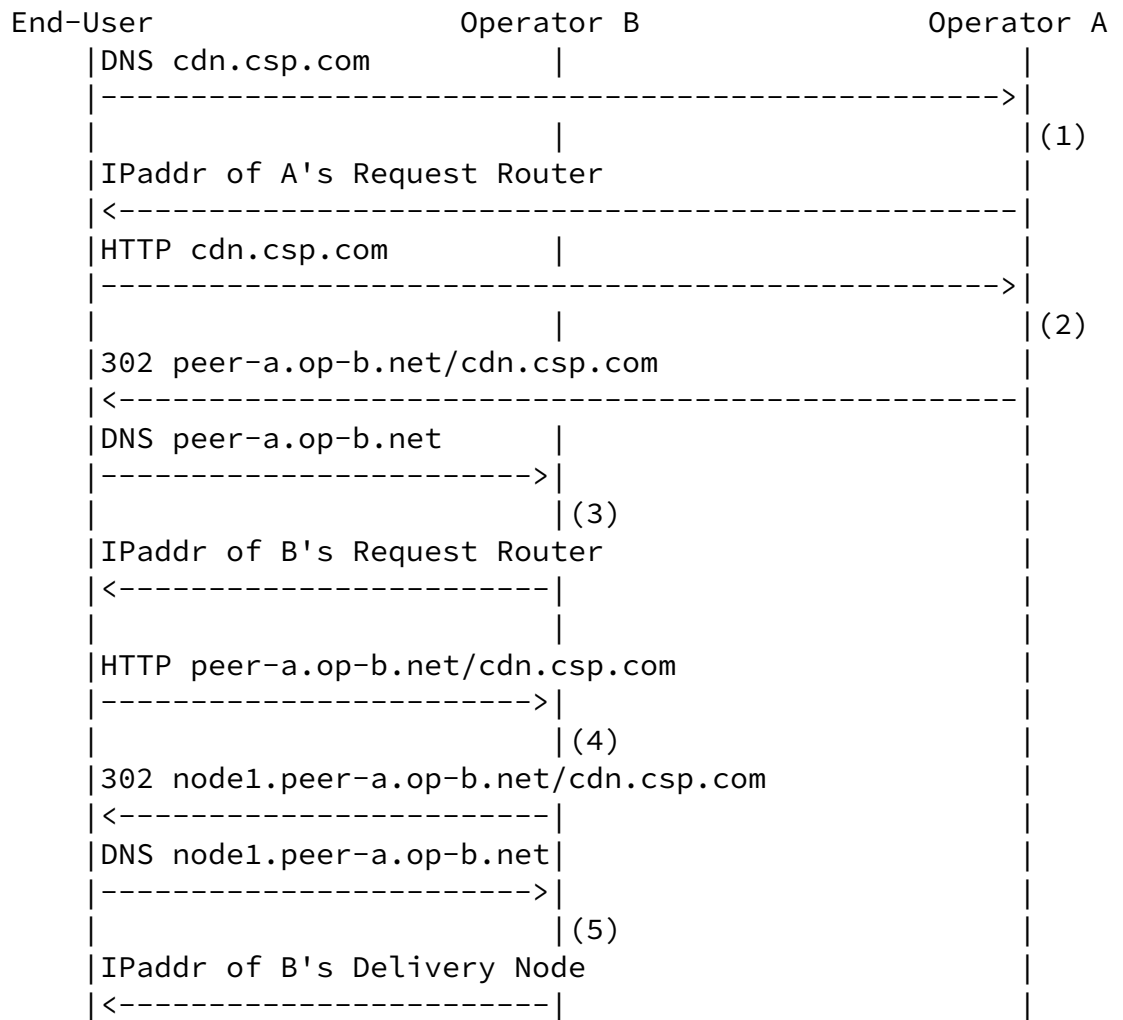 End-User Operator B Operator A
|DNS cdn.csp.com | |
|-------------------------------------------------->|
| | |(1)
|IPaddr of A's Request Router |
|<--------------------------------------------------|
|HTTP cdn.csp.com | |
|-------------------------------------------------->|
| | |(2)
|302 peer-a.op-b.net/cdn.csp.com |
|<--------------------------------------------------|
|DNS peer-a.op-b.net | |
|------------------------>| |
| |(3) |
|IPaddr of B's Request Router |
|<------------------------| |
| | |
|HTTP peer-a.op-b.net/cdn.csp.com |
|------------------------>| |
| |(4) |
|302 node1.peer-a.op-b.net/cdn.csp.com |
|<------------------------| |
|DNS node1.peer-a.op-b.net| |
|------------------------>| |
| |(5) |
|IPaddr of B's Delivery Node |
|<------------------------| |